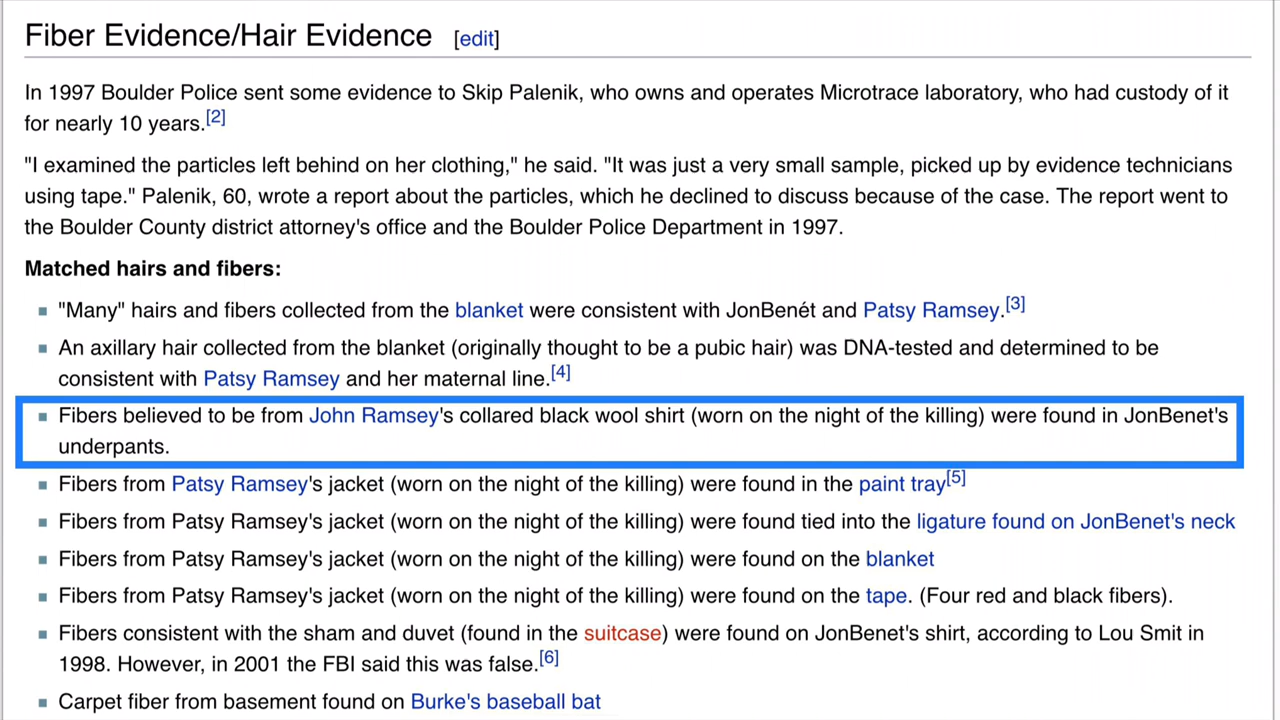 Fiber Evidence/Hair Evidence [edit]
In 1997 Boulder Police sent some evidence to Skip Palenik, who owns and operates Microtrace laboratory, who had custody of it
for nearly 10 years.[2]
"I examined the particles left behind on her clothing," he said. "It was just a very small sample, picked up by evidence technicians
using tape." Palenik, 60, wrote a report about the particles, which he declined to discuss because of the case. The report went to
the Boulder County district attorney's office and the Boulder Police Department in 1997.
Matched hairs and fibers:
"Many" hairs and fibers collected from the blanket were consistent with JonBenét and Patsy Ramsey.[3]
An axillary hair collected from the blanket (originally thought to be a pubic hair) was DNA-tested and determined to be
consistent with Patsy Ramsey and her maternal line.[4]
Fibers believed to be from John Ramsey's collared black wool shirt (worn on the night of the killing) were found in JonBenet's
underpants.
Fibers from Patsy Ramsey's jacket (worn on the night of the killing) were found in the paint tray[5]
Fibers from Patsy Ramsey's jacket (worn on the night of the killing) were found tied into the ligature found on JonBenet's neck
Fibers from Patsy Ramsey's jacket (worn on the night of the killing) were found on the blanket
Fibers from Patsy Ramsey's jacket (worn on the night of the killing) were found on the tape. (Four red and black fibers).
Fibers consistent with the sham and duvet (found in the suitcase) were found on JonBenet's shirt, according to Lou Smit in
1998. However, in 2001 the FBI said this was false.[6]
Carpet fiber from basement found on Burke's baseball bat